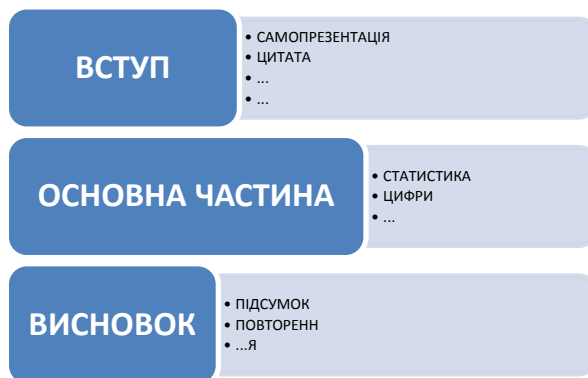 ВСТУП
• САМОПРЕЗЕНТАЦІЯ
• ЦИТАТА
• ...
• ...
ОСНОВНА ЧАСТИНА
• СТАТИСТИКА
• ЦИФРИ
• ...
ВИСНОВОК
• ПІДСУМОК
• ПОВТОРЕНН
• ...Я